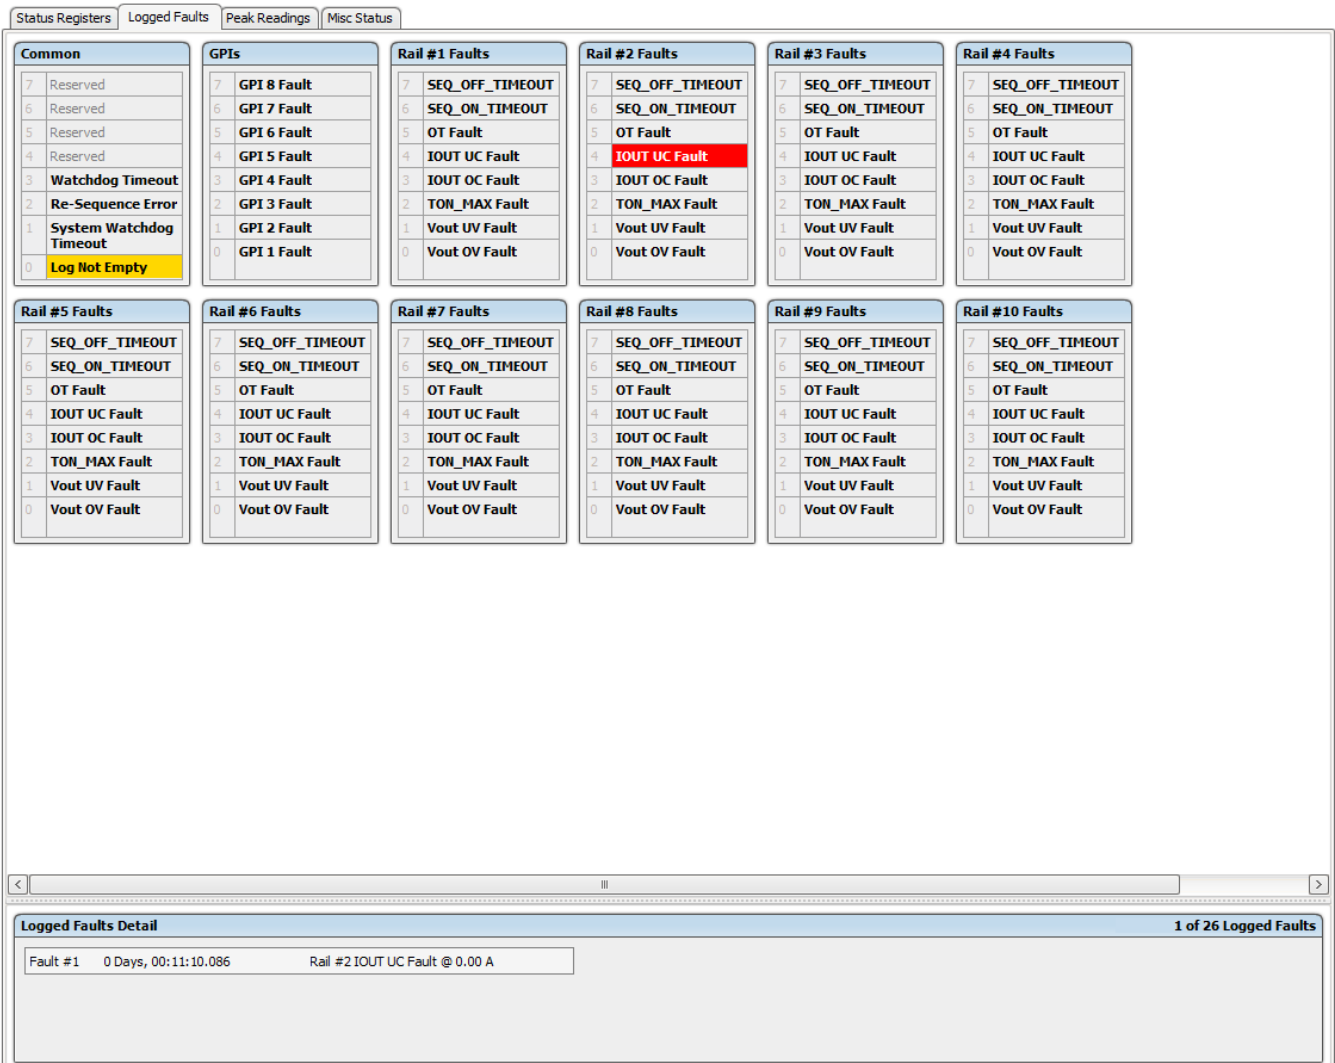 Status Registers Logged Faults Peak Readings Misc Status
Common
7 Reserved
6 Reserved
5 Reserved
4 Reserved
3 Watchdog Timeout
2 Re-Sequence Error
1 System Watchdog
Timeout
0 Log Not Empty
GPIs
7 GPI 8 Fault
6 GPI 7 Fault
5 GPI 6 Fault
4 GPI 5 Fault
3 GPI 4 Fault
2 GPI 3 Fault
1 GPI 2 Fault
0 GPI 1 Fault
Rail #1 Faults
7 SEQ_OFF_TIMEOUT
6 SEQ_ON_TIMEOUT
5 OT Fault
4 IOUT UC Fault
3 IOUT OC Fault
2 TON_MAX Fault
1 Vout UV Fault
0 Vout OV Fault
Rail #2 Faults
7 SEQ_OFF_TIMEOUT
6 SEQ_ON_TIMEOUT
5 OT Fault
4 IOUT UC Fault
3 IOUT OC Fault
2 TON_MAX Fault
1 Vout UV Fault
0 Vout OV Fault
Rail #3 Faults
7 SEQ_OFF_TIMEOUT
6 SEQ_ON_TIMEOUT
5 OT Fault
4 IOUT UC Fault
3 IOUT OC Fault
2 TON_MAX Fault
1 Vout UV Fault
0 Vout OV Fault
Rail #4 Faults
7 SEQ_OFF_TIMEOUT
6 SEQ_ON_TIMEOUT
5 OT Fault
4 IOUT UC Fault
3 IOUT OC Fault
2 TON_MAX Fault
1 Vout UV Fault
0 Vout OV Fault
Rail #5 Faults
7 SEQ_OFF_TIMEOUT
6 SEQ_ON_TIMEOUT
5 OT Fault
4 IOUT UC Fault
3 IOUT OC Fault
2 TON_MAX Fault
1 Vout UV Fault
0 Vout OV Fault
Rail #6 Faults
7 SEQ_OFF_TIMEOUT
6 SEQ_ON_TIMEOUT
5 OT Fault
4 IOUT UC Fault
3 IOUT OC Fault
2 TON_MAX Fault
1 Vout UV Fault
0 Vout OV Fault
Rail #7 Faults
7 SEQ_OFF_TIMEOUT
6 SEQ_ON_TIMEOUT
5 OT Fault
4 IOUT UC Fault
3 IOUT OC Fault
2 TON_MAX Fault
1 Vout UV Fault
0 Vout OV Fault
Rail #8 Faults
7 SEQ_OFF_TIMEOUT
6 SEQ_ON_TIMEOUT
5 OT Fault
4 IOUT UC Fault
3 IOUT OC Fault
2 TON_MAX Fault
1 Vout UV Fault
0 Vout OV Fault
Rail #9 Faults
7 SEQ_OFF_TIMEOUT
6 SEQ_ON_TIMEOUT
5 OT Fault
4 IOUT UC Fault
3 IOUT OC Fault
2 TON_MAX Fault
1 Vout UV Fault
0 Vout OV Fault
Rail #10 Faults
7 SEQ_OFF_TIMEOUT
6 SEQ_ON_TIMEOUT
5 OT Fault
4 IOUT UC Fault
3 IOUT OC Fault
2 TON_MAX Fault
1 Vout UV Fault
0 Vout OV Fault
Logged Faults Detail 1 of 26 Logged Faults
Fault #1 0 Days, 00:11:10.086 Rail #2 IOUT UC Fault @ 0.00 A